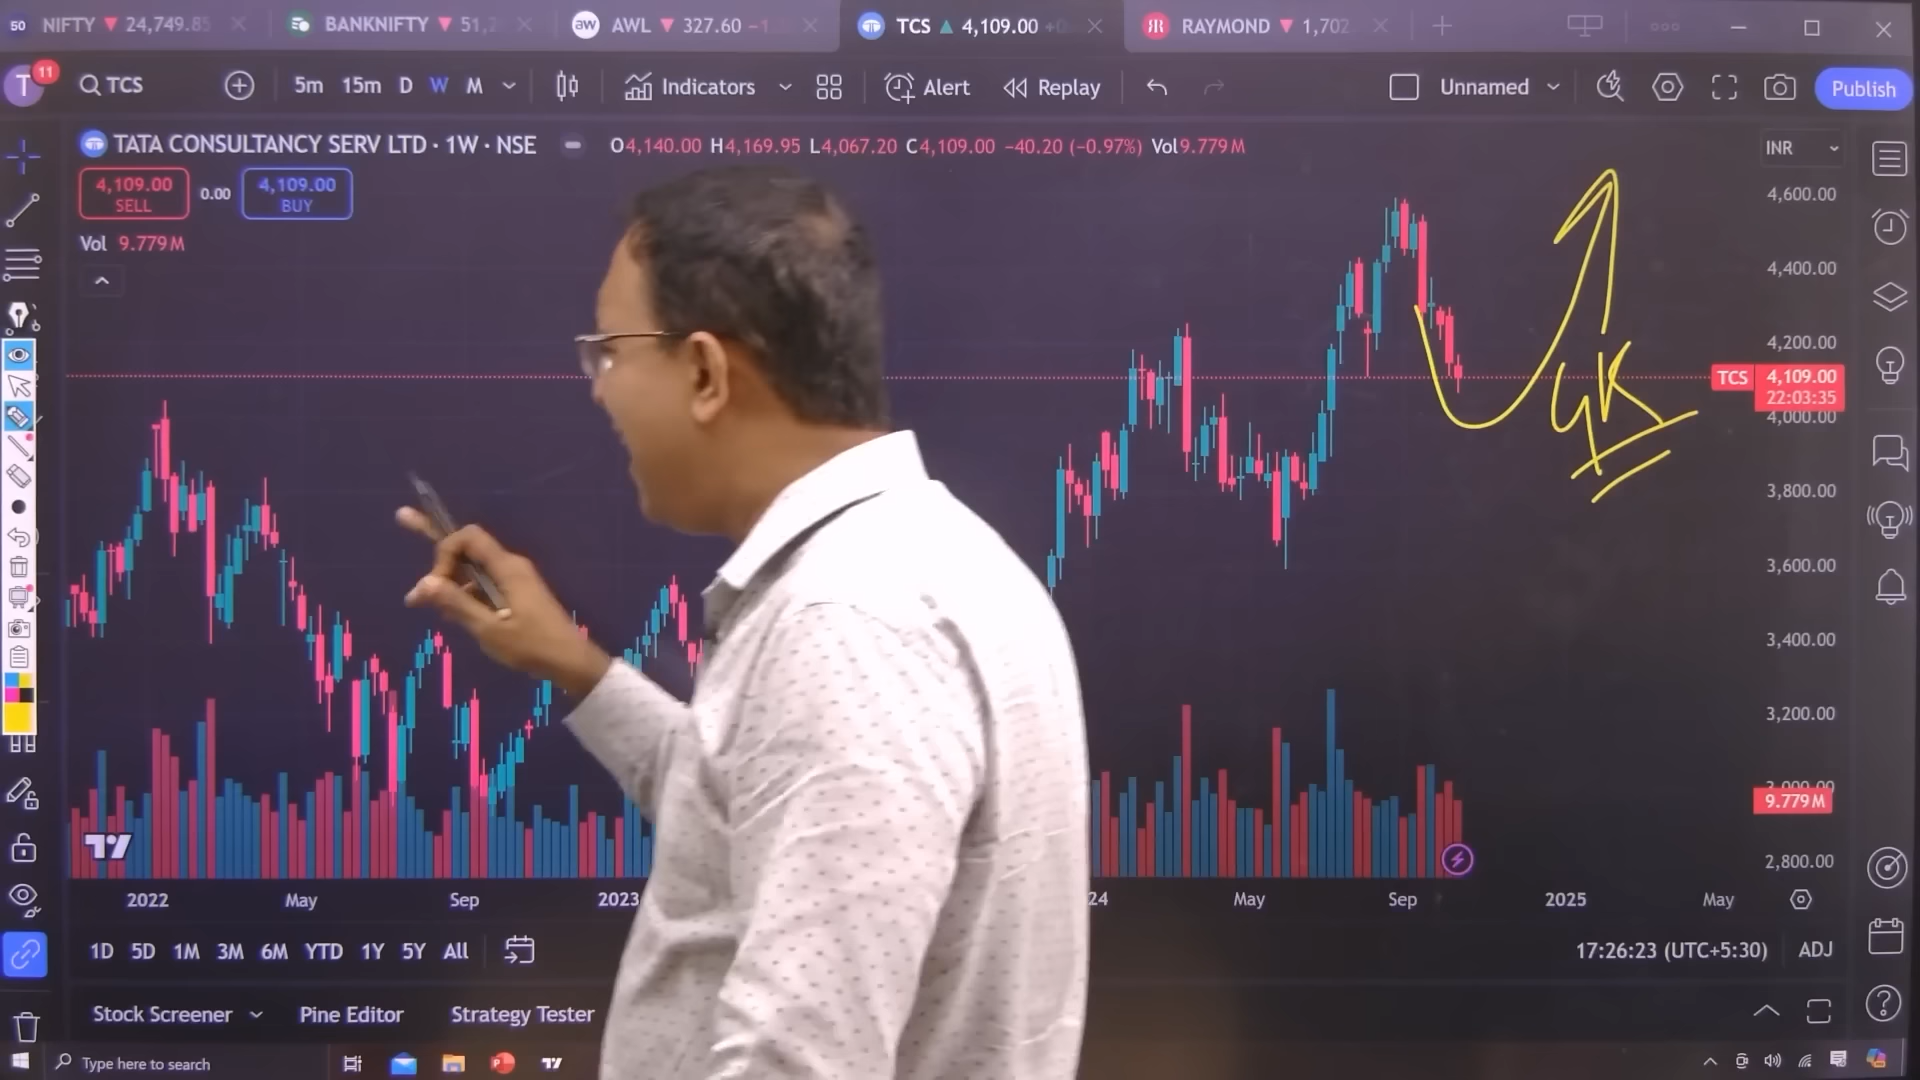 50 NIFTY ▼ 24,749.85
BANKNIFTY ▼ 51,2
aw AWL ▼ 327.60
TCS ▲ 4,109.00
RAYMOND ▼ 1,702
T 11
TCS
5m 15m D W M
Indicators
Alert
Replay
Unnamed
Publish
TATA CONSULTANCY SERV LTD · 1W · NSE
O4,140.00 H4,169.95 L4,067.20 C4,109.00 −40.20 (−0.97%) Vol9.779M
INR
4,109.00
SELL
0.00
4,109.00
BUY
Vol 9.779M
4,600.00
4,400.00
4,200.00
TCS
4,109.00
22:03:35
4,000.00
3,800.00
3,600.00
3,400.00
3,200.00
9.779M
2,800.00
2022 May Sep 2023 24 May Sep 2025 May
1D 5D 1M 3M 6M YTD 1Y 5Y All
17:26:23 (UTC+5:30) ADJ
Stock Screener
Pine Editor
Strategy Tester
Type here to search